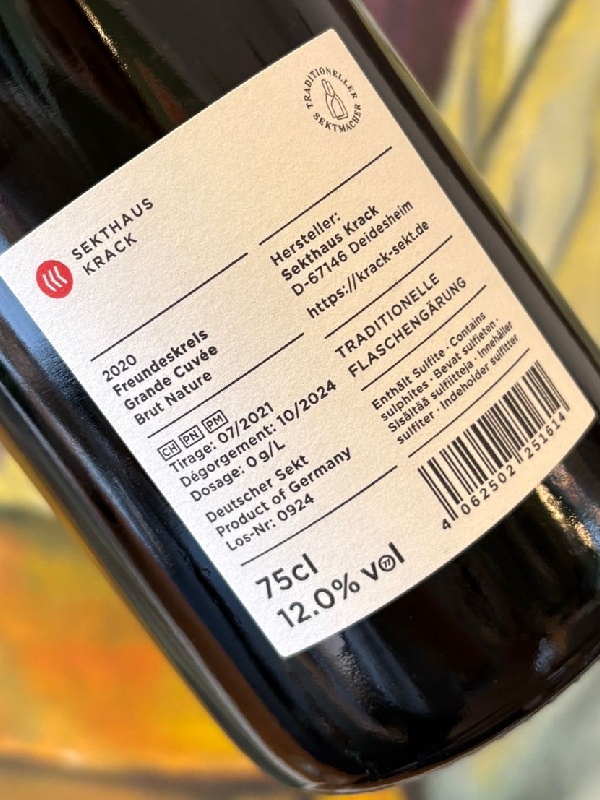 TRADITIONELLER
SEKTMACHER
SEKTHAUS
KRACK
2020
Freundeskreis
Grande Cuvée
Brut Nature
CH PN PM
Tirage: 07/2021
Dégorgement: 10/2024
Dosage: 0 g/L
Deutscher Sekt
Product of Germany
Los-Nr: 0924
75cl
12.0% vol
Hersteller:
Sekthaus Krack
D-67146 Deidesheim
https://krack-sekt.de
TRADITIONELLE
FLASCHENGÄRUNG
Enthält Sulfite · Contains
sulphites · Bevat sulfieten ·
Sisältää sulfiitteja · Innehåller
sulfiter · Indeholder sulfitter
4 062502 251614